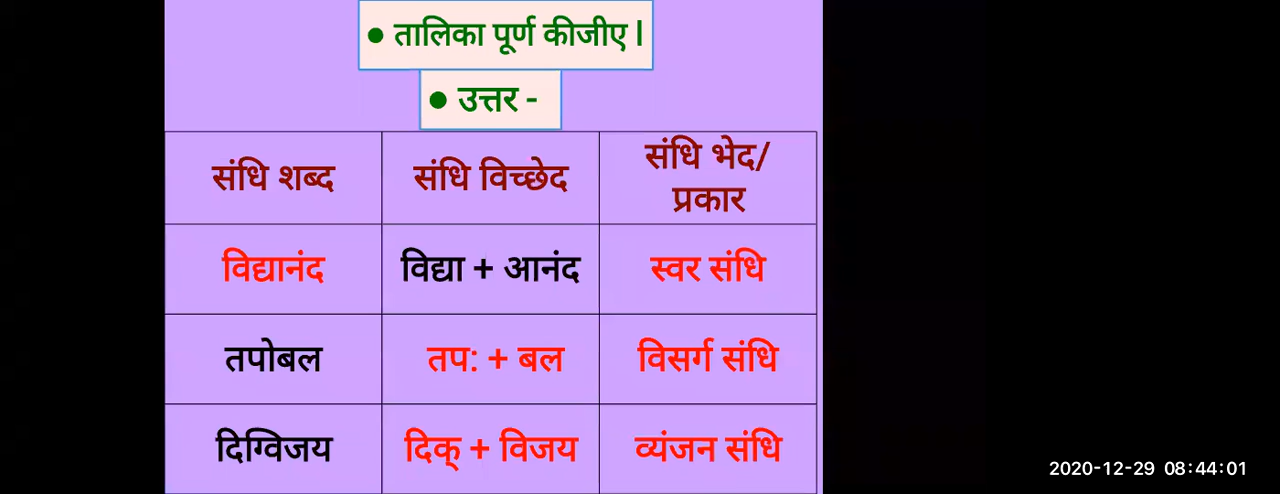 ● तालिका पूर्ण कीजीए l
● उत्तर -
संधि शब्द संधि विच्छेद संधि भेद/
प्रकार
विद्यानंद विद्या + आनंद स्वर संधि
तपोबल तप: + बल विसर्ग संधि
दिग्विजय दिक् + विजय व्यंजन संधि
2020-12-29 08:44:01